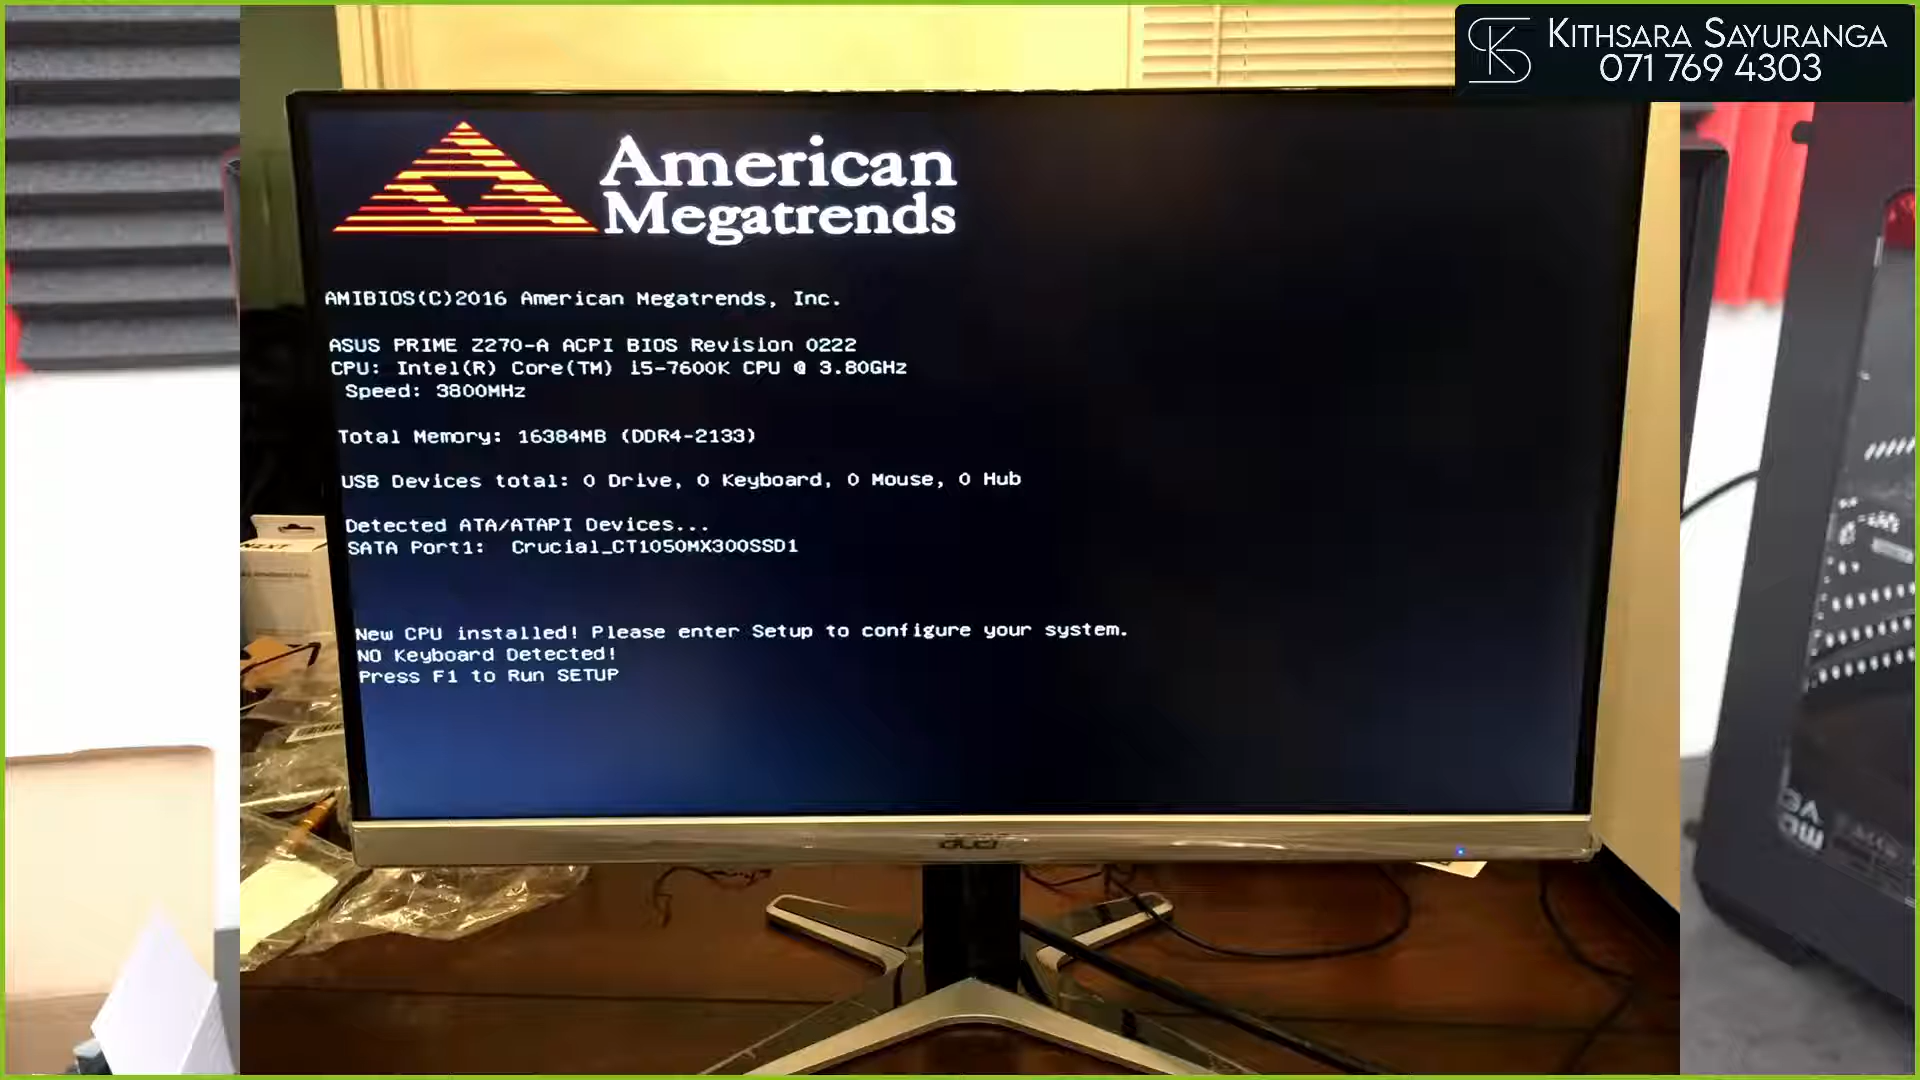 KITHSARA SAYURANGA
071 769 4303
American
Megatrends
AMIBIOS(C)2016 American Megatrends, Inc.
ASUS PRIME Z270-A ACPI BIOS Revision 0222
CPU: Intel(R) Core(TM) i5-7600K CPU @ 3.80GHz
Speed: 3800MHz
Total Memory: 16384MB (DDR4-2133)
USB Devices total: 0 Drive, 0 Keyboard, 0 Mouse, 0 Hub
Detected ATA/ATAPI Devices...
SATA Port1: Crucial_CT1050MX300SSD1
New CPU installed! Please enter Setup to configure your system.
NO Keyboard Detected!
Press F1 to Run SETUP
acer
NZXT